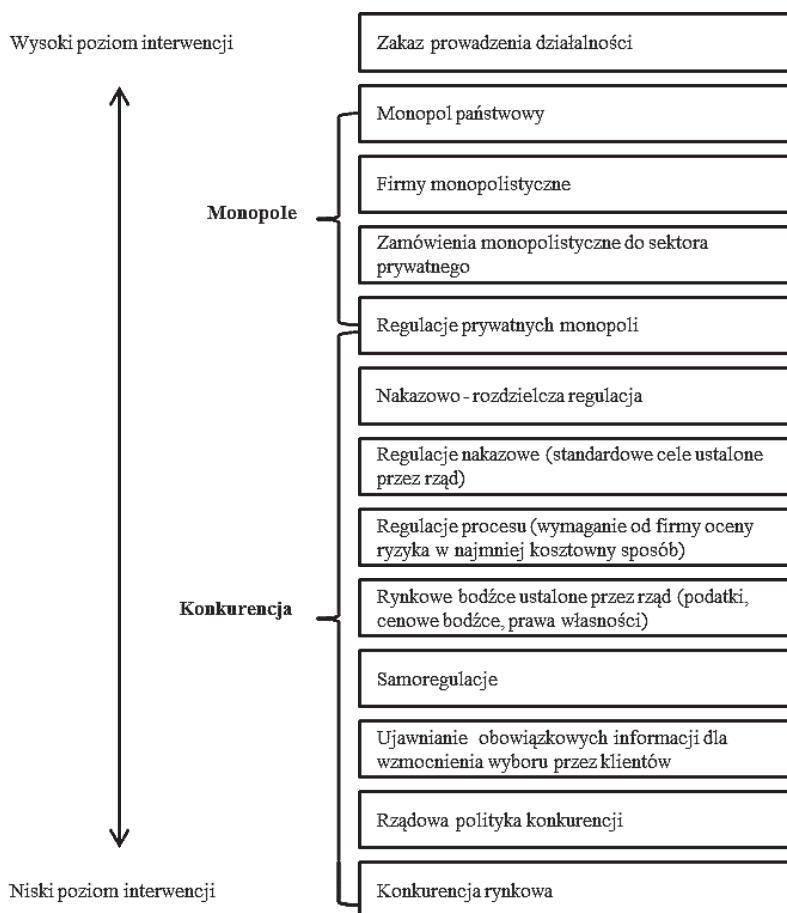 Wysoki poziom interwencji
Zakaz prowadzenia działalności
Monopol państwowy
Firmy monopolistyczne
Monopole
Zamówienia monopolistyczne do sektora
prywatnego
Regulacje prywatnych monopoli
Nakazowo - rozdzielcza regulacja
Regulacje nakazowe (standardowe cele ustalone
przez rząd)
Regulacje procesu (wymaganie od firmy oceny
ryzyka w najmniej kosztowny sposób)
Rynkowe bodźce ustalone przez rząd (podatki,
cenowe bodźce, prawa własności)
Konkurencja
Samoregulacje
Ujawnianie obowiązkowych informacji dla
wzmocnienia wyboru przez klientów
Rządowa polityka konkurencji
Niski poziom interwencji
Konkurencja rynkowa